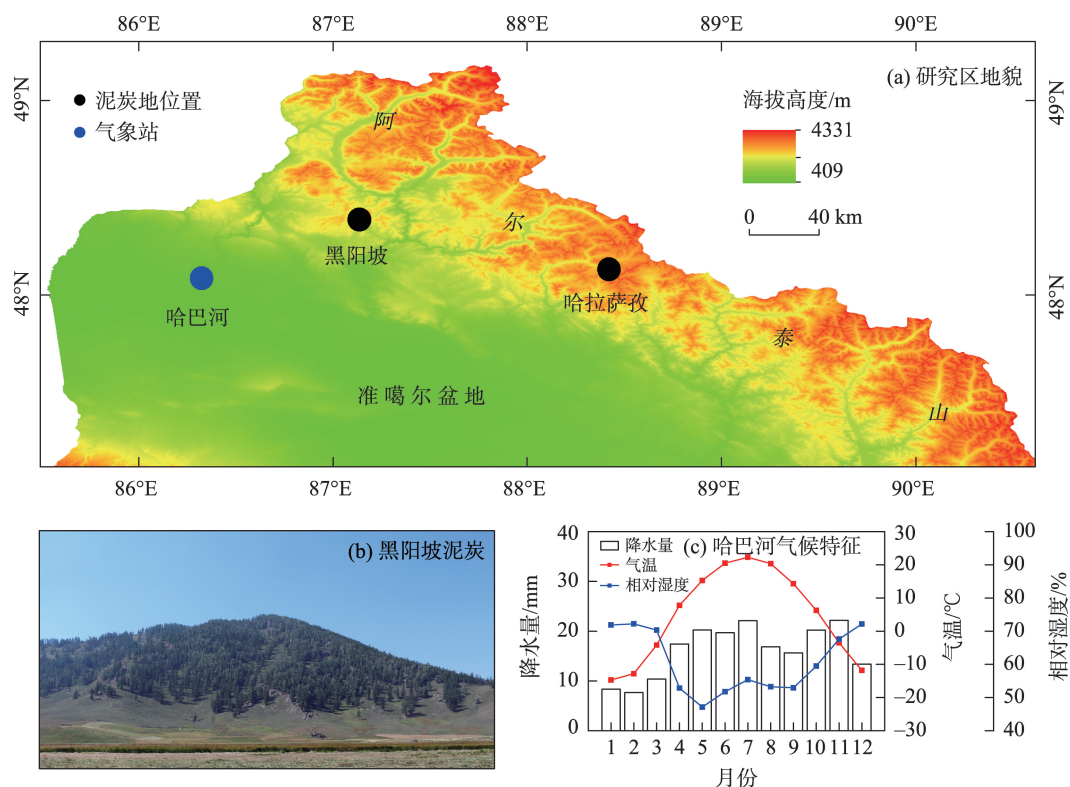 86°E 87°E 88°E 89°E 90°E
(a) 研究区地貌
49°N 49°N
泥炭地位置
气象站
海拔高度/m
4331
409
0 40 km
阿
尔
泰
山
黑阳坡
哈拉萨孜
48°N 48°N
哈巴河
准噶尔盆地
86°E 87°E 88°E 89°E 90°E
(b) 黑阳坡泥炭
(c) 哈巴河气候特征
降水量
气温
相对湿度
降水量/mm
40
30
20
10
0
气温/℃
30
20
10
0
−10
−20
−30
相对湿度/%
100
90
80
70
60
50
40
1 2 3 4 5 6 7 8 9 10 11 12
月份